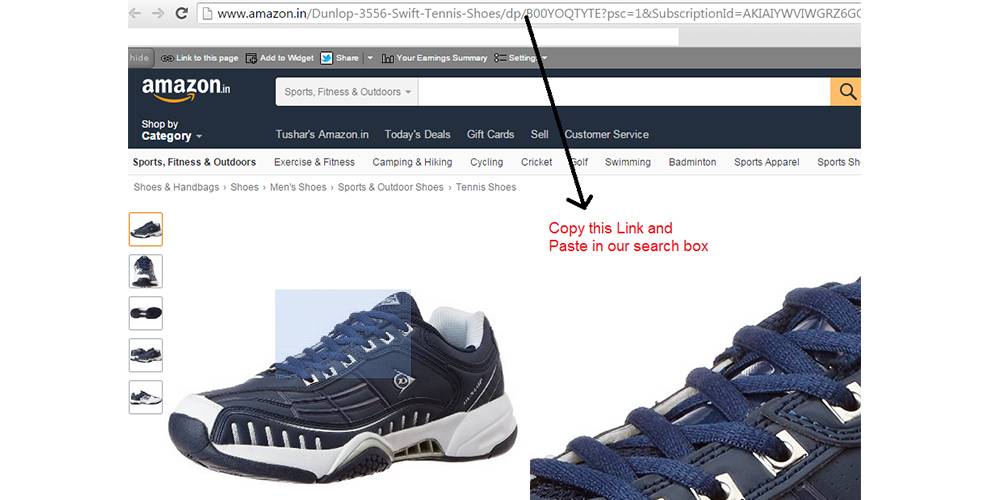 www.amazon.in/Dunlop-3556-Swift-Tennis-Shoes/dp/B00YOQTYTE?psc=1&SubscriptionId=AKIAIYWVIWGRZ6GC
hide Link to this page Add to Widget Share Your Earnings Summary Settings
amazon.in
Sports, Fitness & Outdoors
Shop by
Category
Tushar's Amazon.in Today's Deals Gift Cards Sell Customer Service
Sports, Fitness & Outdoors Exercise & Fitness Camping & Hiking Cycling Cricket Golf Swimming Badminton Sports Apparel Sports Sh
Shoes & Handbags › Shoes › Men's Shoes › Sports & Outdoor Shoes › Tennis Shoes
Copy this Link and
Paste in our search box
DUNLOP